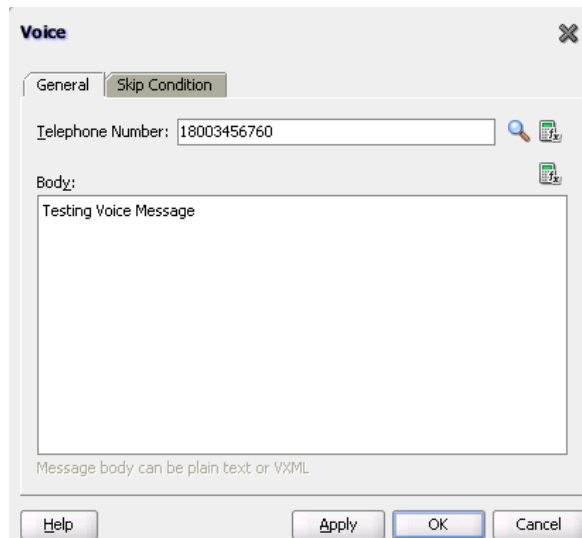 Voice
General Skip Condition
Telephone Number: 18003456760
Body:
Testing Voice Message
Message body can be plain text or VXML
Help Apply OK Cancel